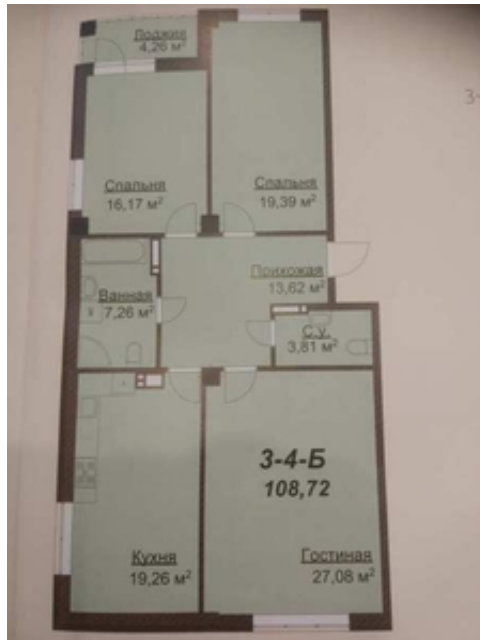 Лоджия
4,26 м²
Спальня
16,17 м²
Спальня
19,39 м²
Прихожая
13,62 м²
Ванная
7,26 м²
С.у.
3,81 м²
3-4-Б
108,72
Кухня
19,26 м²
Гостиная
27,08 м²
3-